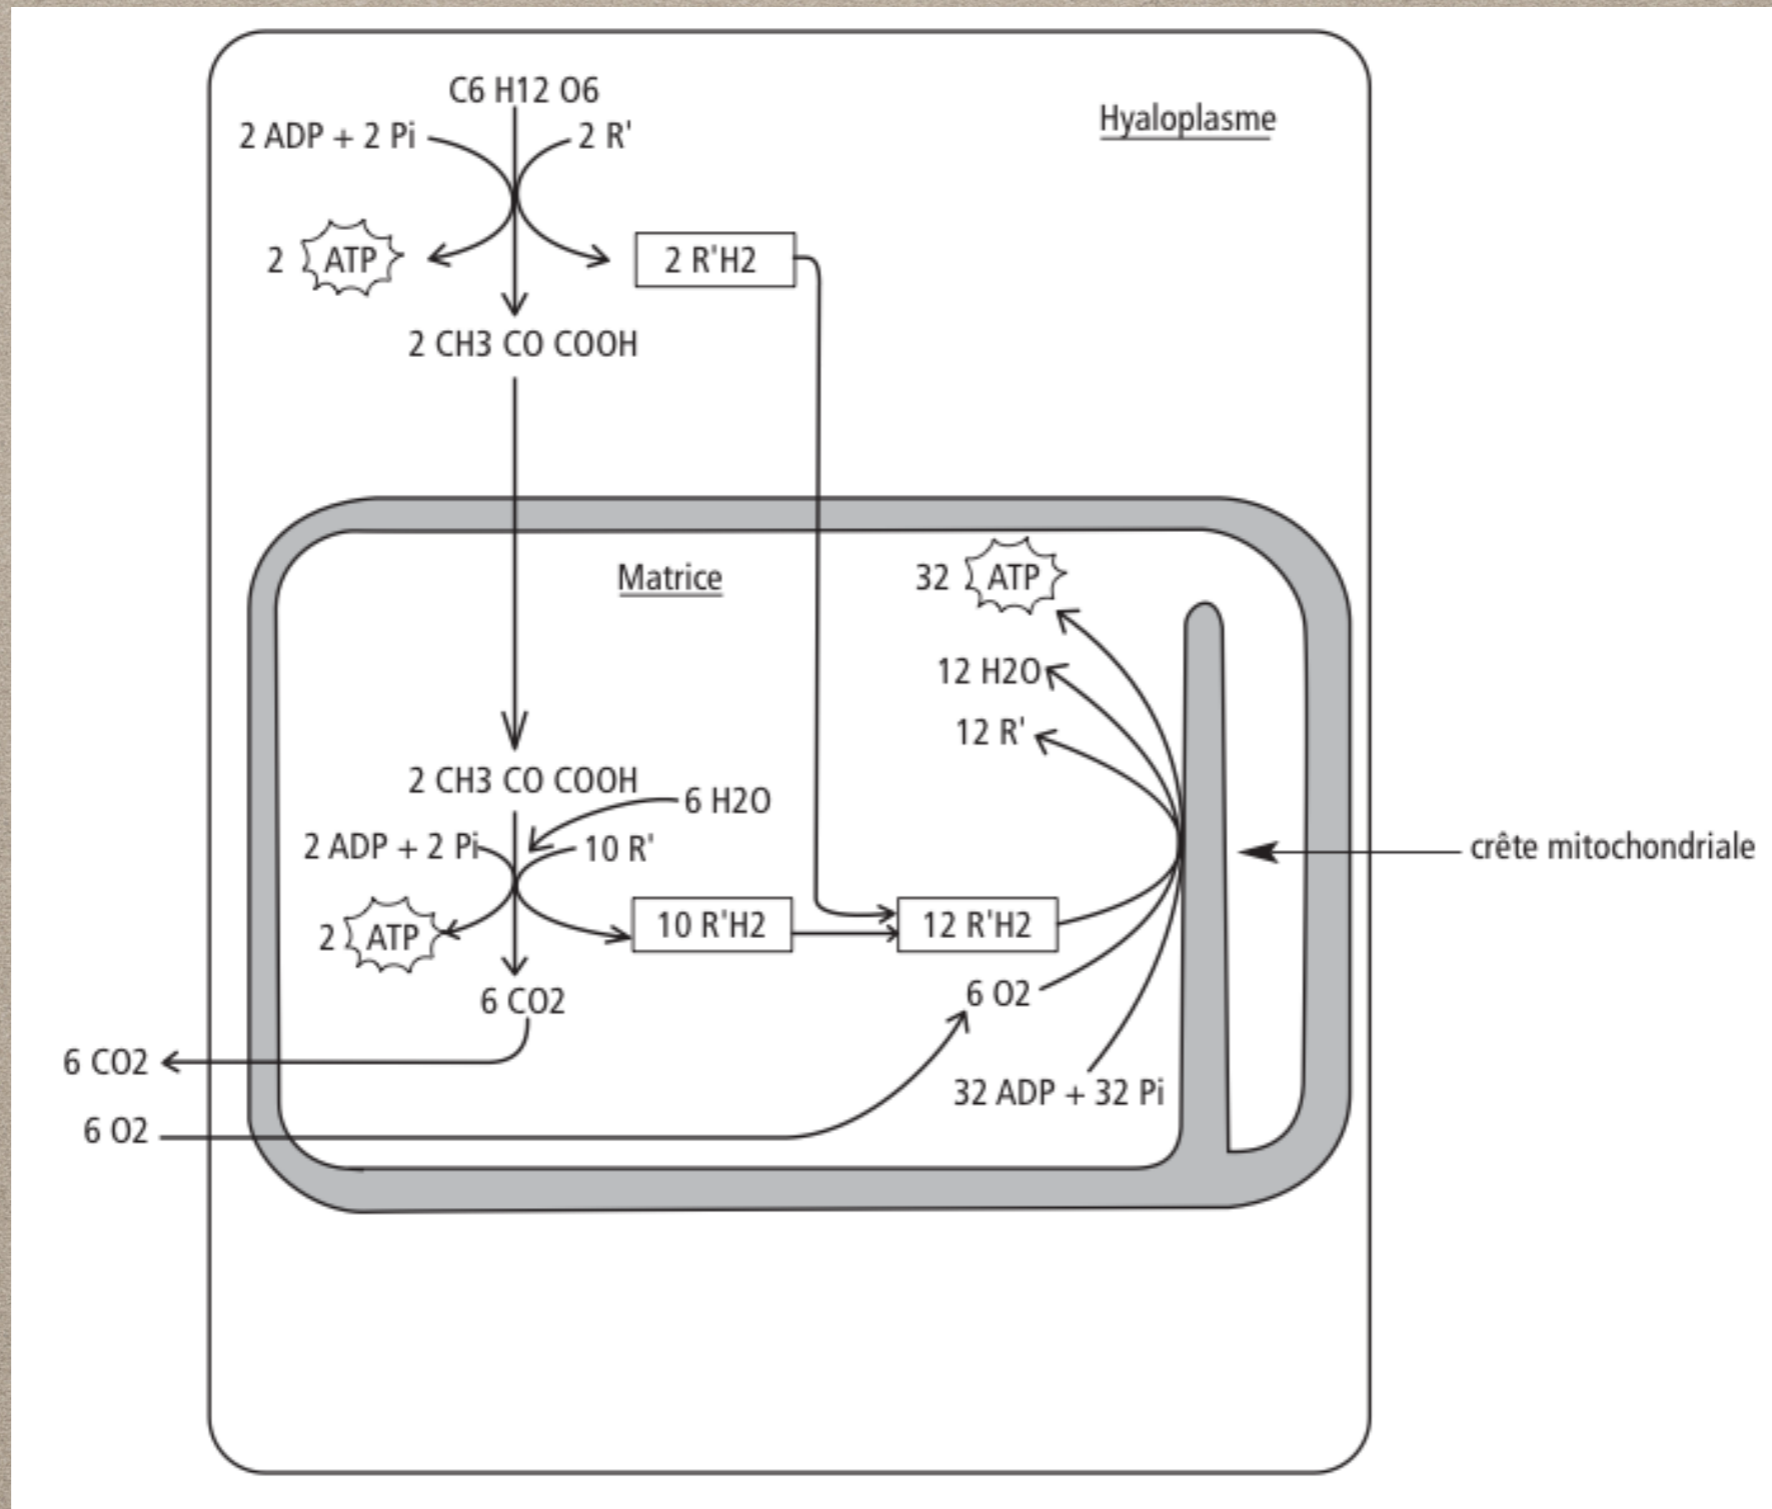 C6 H12 O6
Hyaloplasme
2 ADP + 2 Pi
2 R'
2 ATP
2 R'H2
2 CH3 CO COOH
Matrice
32 ATP
12 H2O
12 R'
2 CH3 CO COOH
6 H2O
2 ADP + 2 Pi
10 R'
crête mitochondriale
2 ATP
10 R'H2
12 R'H2
6 CO2
6 O2
6 CO2
32 ADP + 32 Pi
6 O2